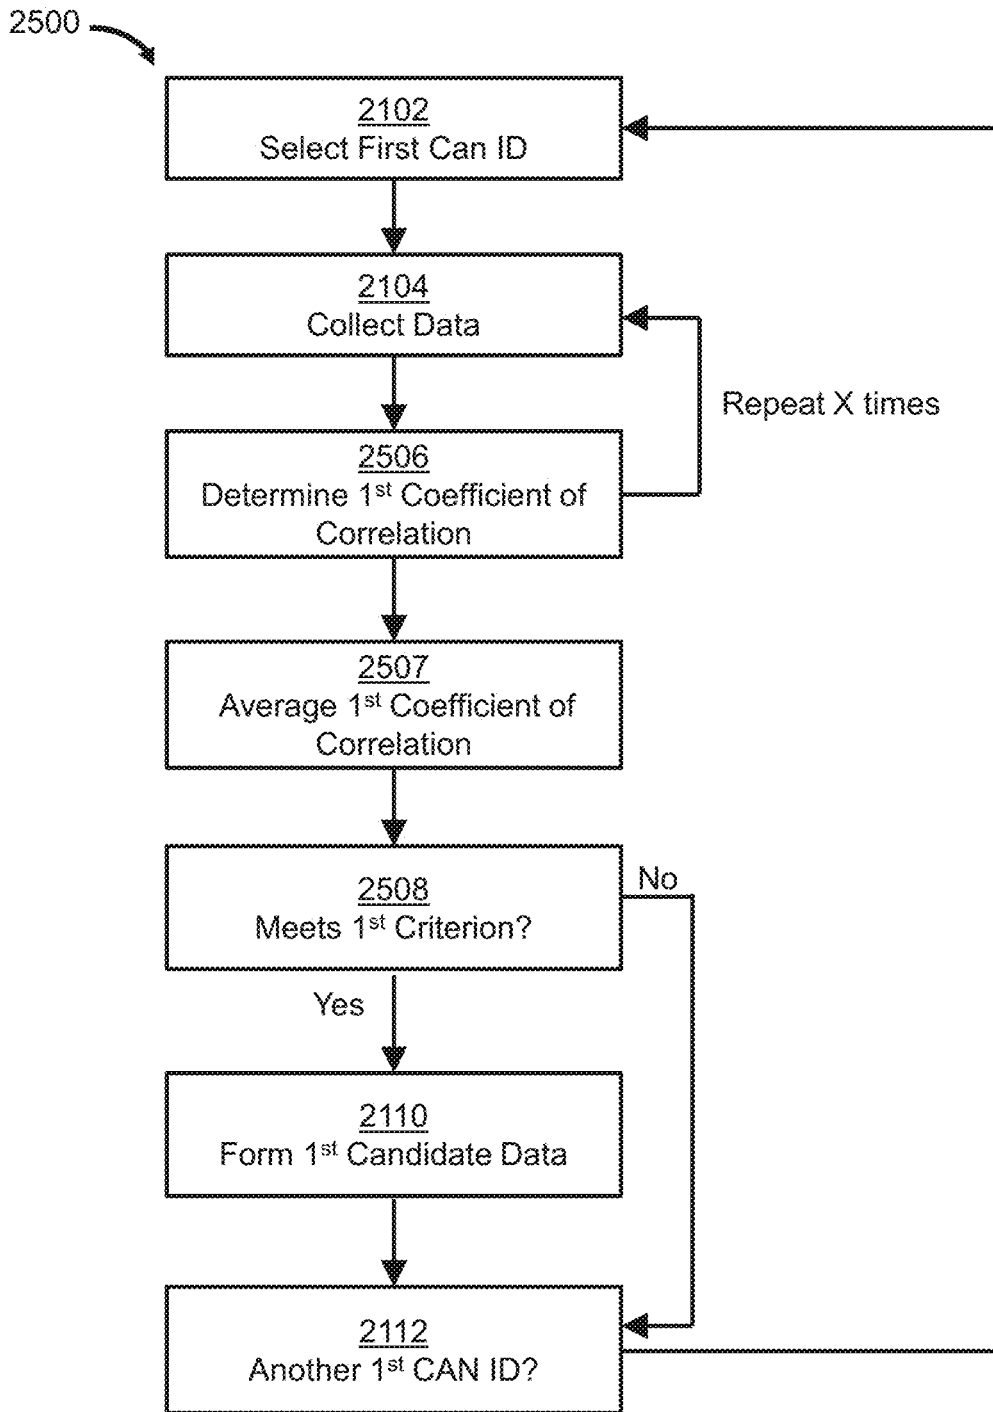 2500
2102
Select First Can ID
2104
Collect Data
Repeat X times
2506
Determine 1st Coefficient of
Correlation
2507
Average 1st Coefficient of
Correlation
2508
Meets 1st Criterion?
No
Yes
2110
Form 1st Candidate Data
2112
Another 1st CAN ID?